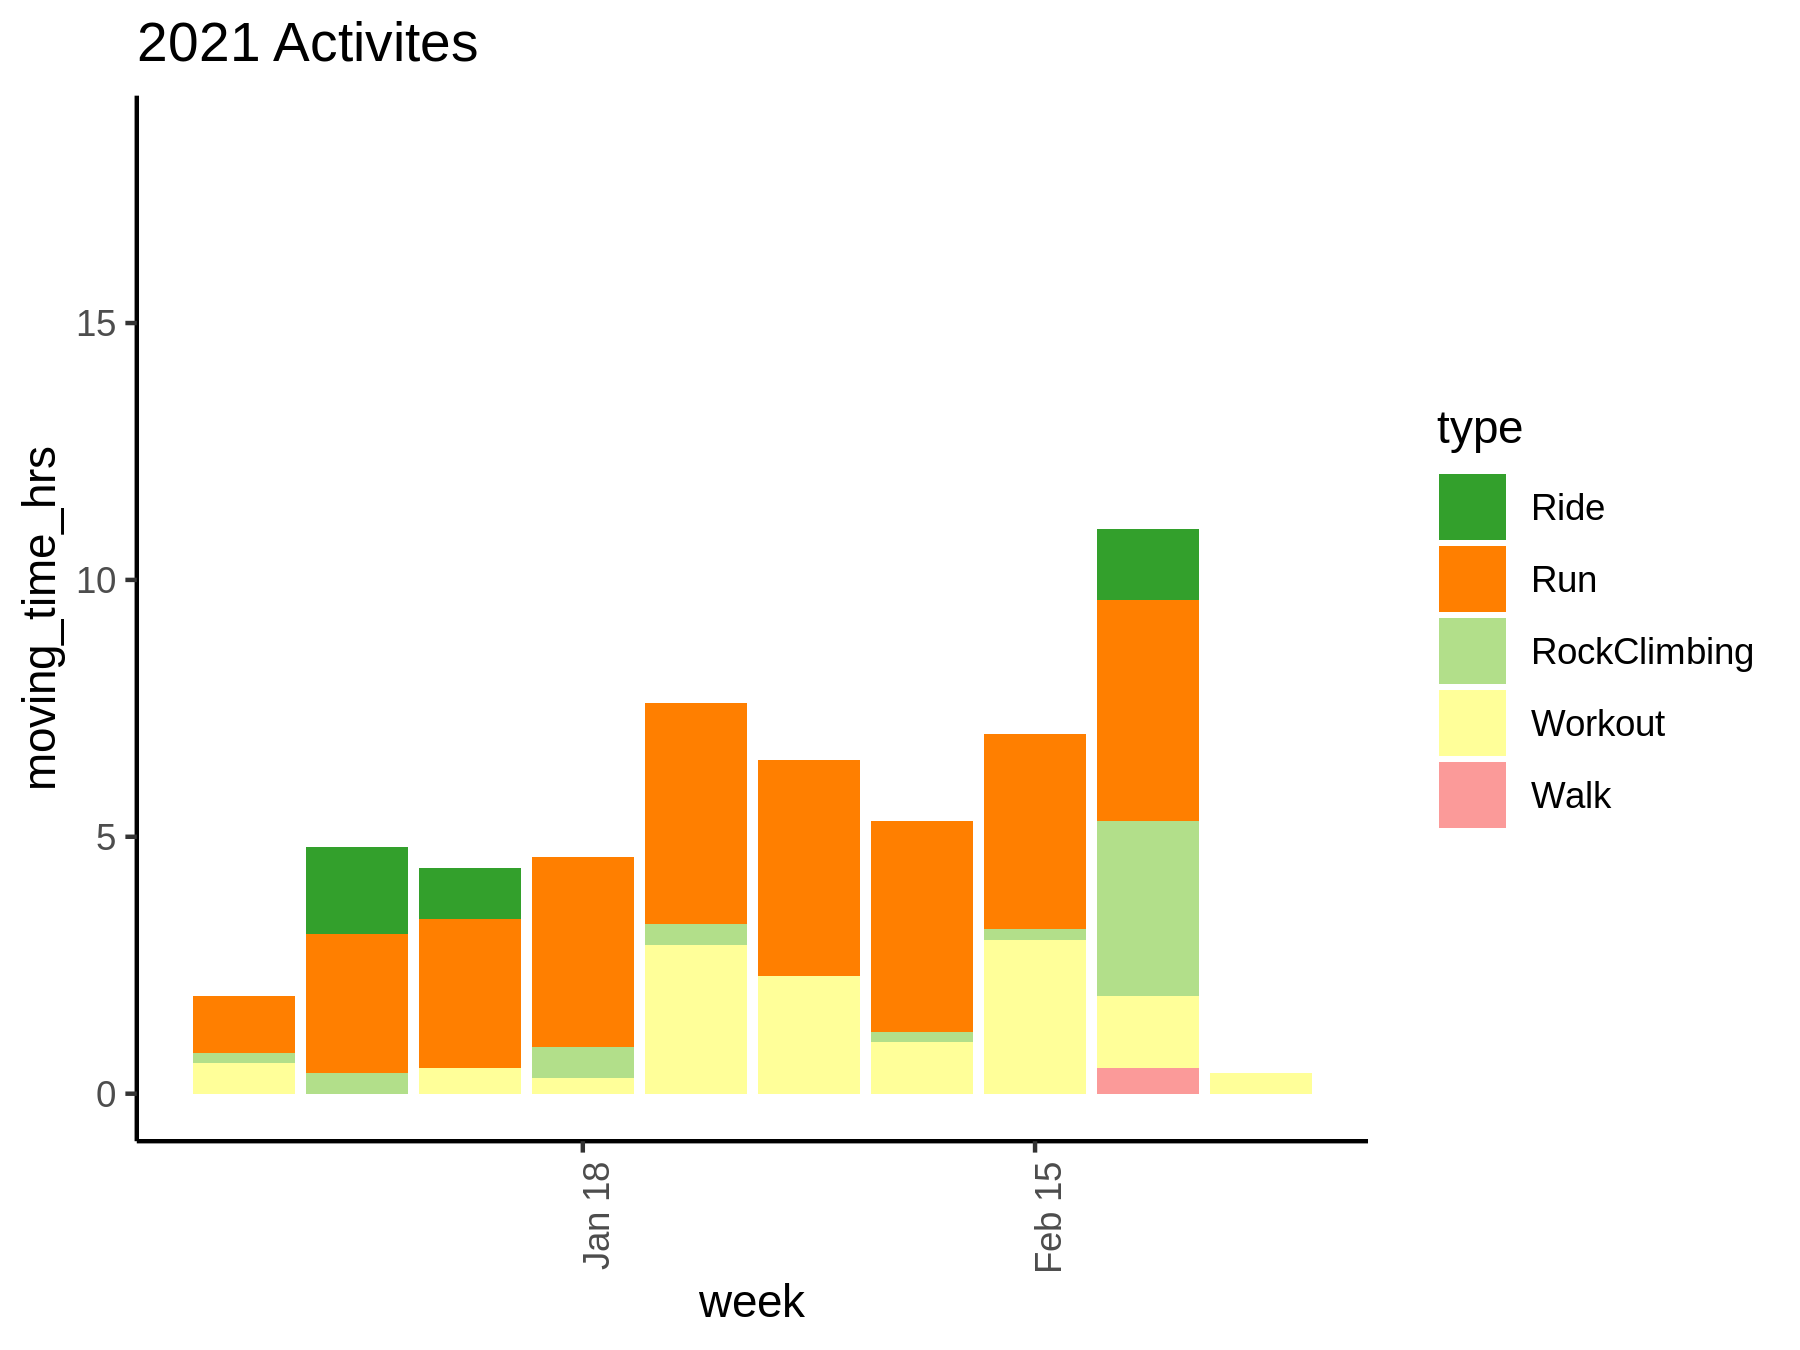 2021 Activites
moving_time_hrs
15
10
5
0
Jan 18
Feb 15
week
type
Ride
Run
RockClimbing
Workout
Walk